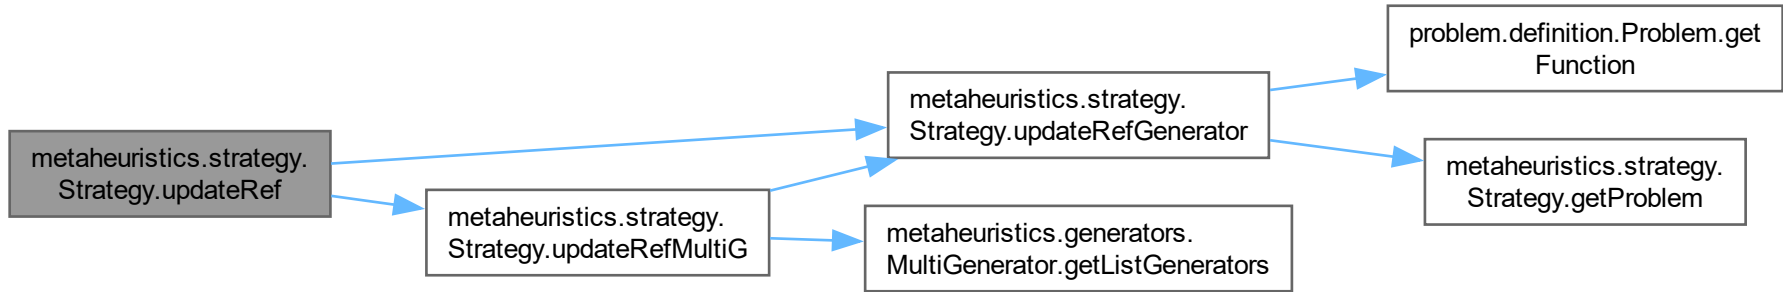 metaheuristics.strategy.
Strategy.updateRef
metaheuristics.strategy.
Strategy.updateRefMultiG
metaheuristics.strategy.
Strategy.updateRefGenerator
metaheuristics.generators.
MultiGenerator.getListGenerators
problem.definition.Problem.get
Function
metaheuristics.strategy.
Strategy.getProblem